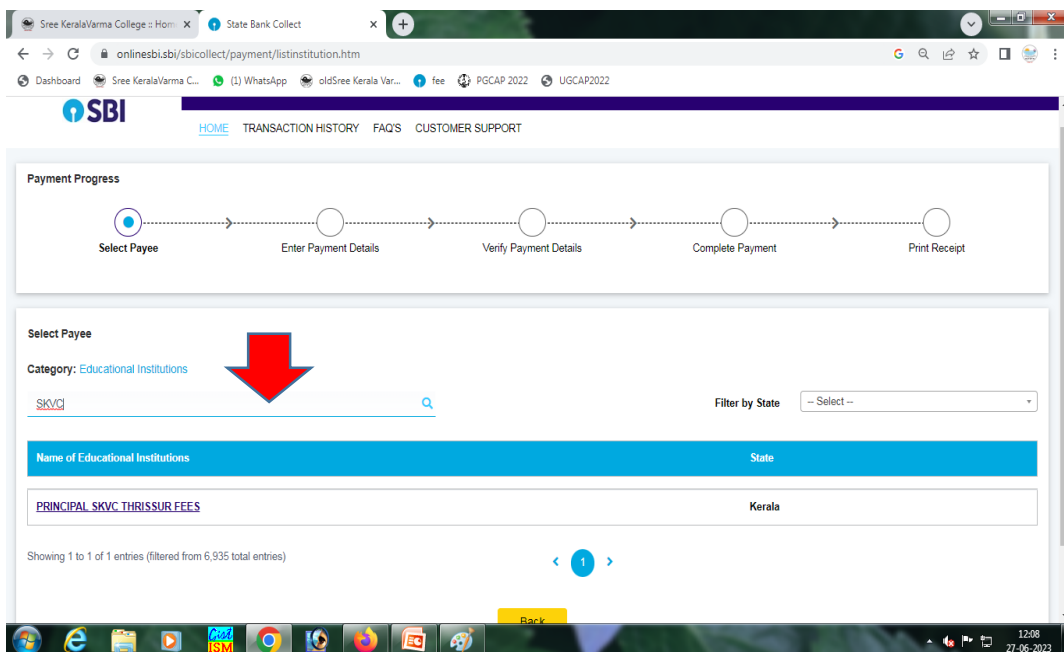 Sree KeralaVarma College :: Hom
State Bank Collect
onlinesbi.sbi/sbicollect/payment/listinstitution.htm
Dashboard Sree KeralaVarma C... (1) WhatsApp oldSree Kerala Var... fee PGCAP 2022 UGCAP2022
SBI
HOME TRANSACTION HISTORY FAQ'S CUSTOMER SUPPORT
Payment Progress
Select Payee Enter Payment Details Verify Payment Details Complete Payment Print Receipt
Select Payee
Category: Educational Institutions
SKVC
Filter by State -- Select --
Name of Educational Institutions State
PRINCIPAL SKVC THRISSUR FEES Kerala
Showing 1 to 1 of 1 entries (filtered from 6,935 total entries)
< 1 >
Back
Gist
ISM
12:08
27-06-2023